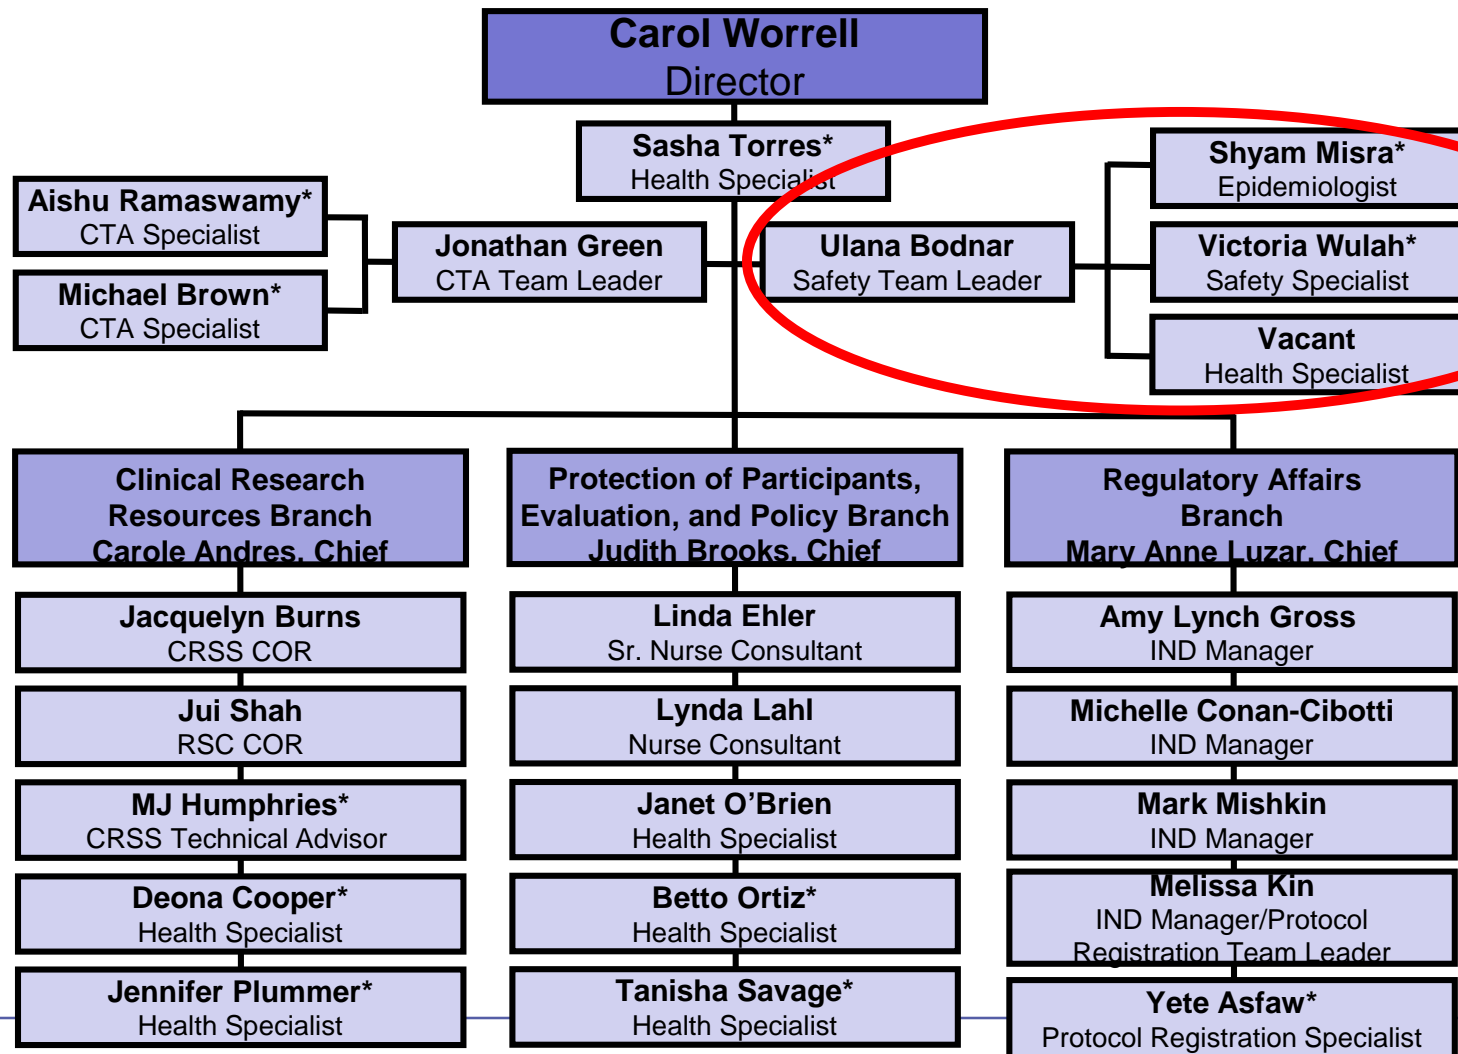 Carol Worrell
Director
Sasha Torres*
Health Specialist
Aishu Ramaswamy*
CTA Specialist
Michael Brown*
CTA Specialist
Jonathan Green
CTA Team Leader
Ulana Bodnar
Safety Team Leader
Shyam Misra*
Epidemiologist
Victoria Wulah*
Safety Specialist
Vacant
Health Specialist
Clinical Research
Resources Branch
Carole Andres, Chief
Jacquelyn Burns
CRSS COR
Jui Shah
RSC COR
MJ Humphries*
CRSS Technical Advisor
Deona Cooper*
Health Specialist
Jennifer Plummer*
Health Specialist
Protection of Participants,
Evaluation, and Policy Branch
Judith Brooks, Chief
Linda Ehler
Sr. Nurse Consultant
Lynda Lahl
Nurse Consultant
Janet O’Brien
Health Specialist
Betto Ortiz*
Health Specialist
Tanisha Savage*
Health Specialist
Regulatory Affairs
Branch
Mary Anne Luzar, Chief
Amy Lynch Gross
IND Manager
Michelle Conan-Cibotti
IND Manager
Mark Mishkin
IND Manager
Melissa Kin
IND Manager/Protocol
Registration Team Leader
Yete Asfaw*
Protocol Registration Specialist